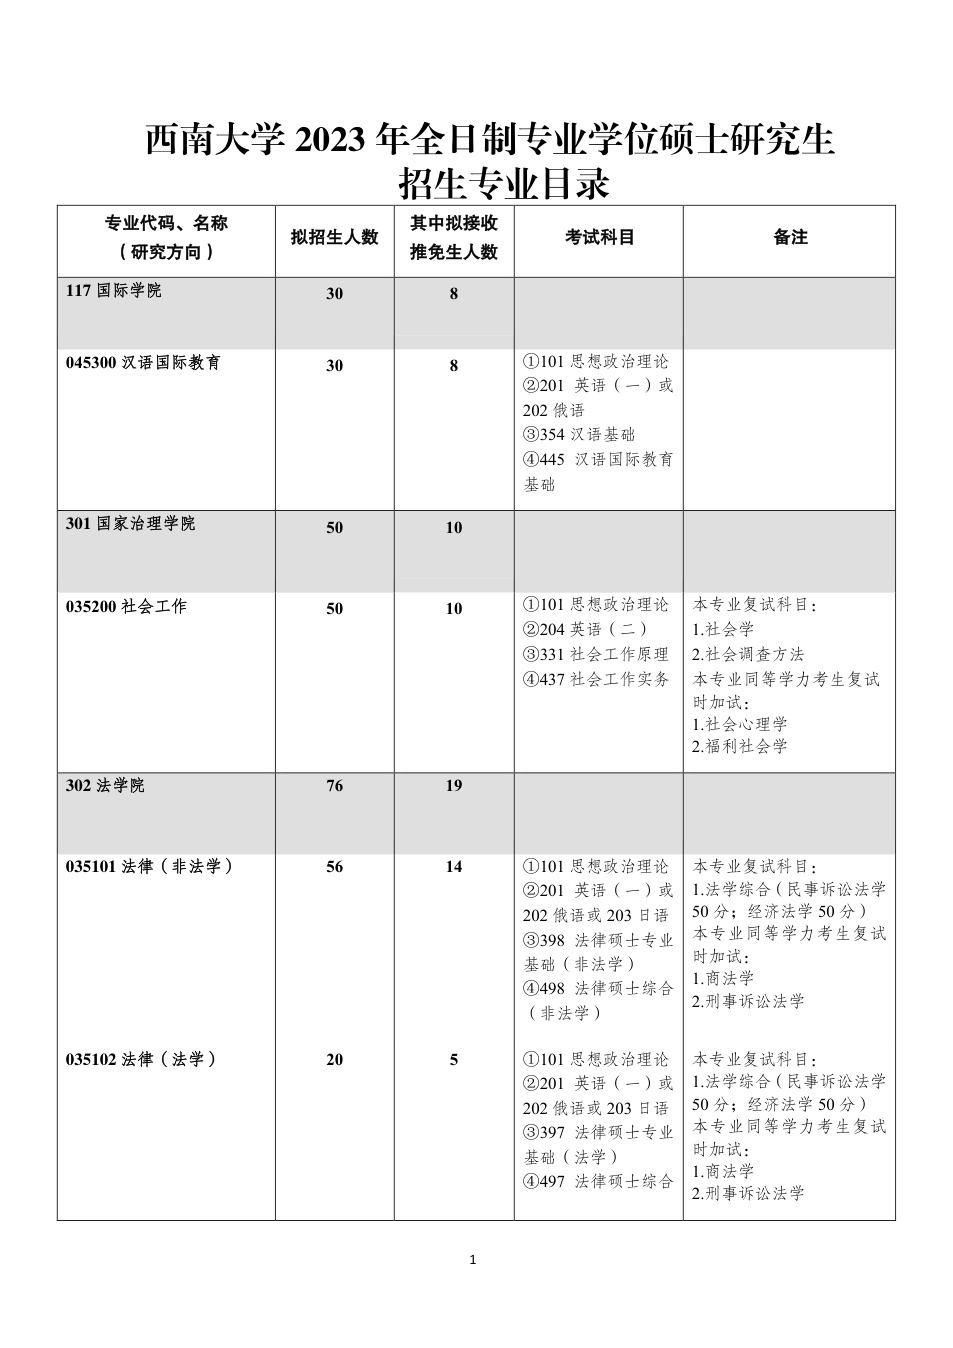 西南大学 2023 年全日制专业学位硕士研究生
招生专业目录
专业代码、名称
（研究方向）
拟招生人数
其中拟接收
推免生人数
考试科目
备注
117 国际学院
30
8
045300 汉语国际教育
30
8
①101 思想政治理论
②201 英语（一）或
202 俄语
③354 汉语基础
④445 汉语国际教育
基础
301 国家治理学院
50
10
035200 社会工作
50
10
①101 思想政治理论
②204 英语（二）
③331 社会工作原理
④437 社会工作实务
本专业复试科目：
1.社会学
2.社会调查方法
本专业同等学力考生复试
时加试：
1.社会心理学
2.福利社会学
302 法学院
76
19
035101 法律（非法学）
56
14
①101 思想政治理论
②201 英语（一）或
202 俄语或 203 日语
③398 法律硕士专业
基础（非法学）
④498 法律硕士综合
（非法学）
本专业复试科目：
1.法学综合（民事诉讼法学
50 分；经济法学 50 分）
本专业同等学力考生复试
时加试：
1.商法学
2.刑事诉讼法学
035102 法律（法学）
20
5
①101 思想政治理论
②201 英语（一）或
202 俄语或 203 日语
③397 法律硕士专业
基础（法学）
④497 法律硕士综合
本专业复试科目：
1.法学综合（民事诉讼法学
50 分；经济法学 50 分）
本专业同等学力考生复试
时加试：
1.商法学
2.刑事诉讼法学
1